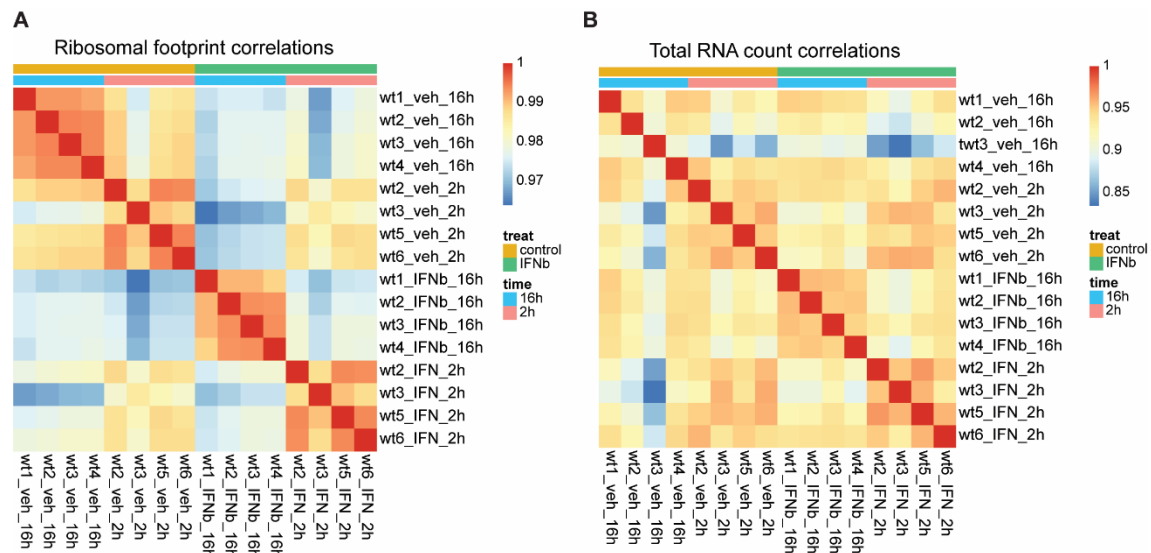 A
Ribosomal footprint correlations
1
0.99
0.98
0.97
wt1_veh_16h
wt2_veh_16h
wt3_veh_16h
wt4_veh_16h
wt2_veh_2h
wt3_veh_2h
wt5_veh_2h
wt6_veh_2h
wt1_IFNb_16h
wt2_IFNb_16h
wt3_IFNb_16h
wt4_IFNb_16h
wt2_IFN_2h
wt3_IFN_2h
wt5_IFN_2h
wt6_IFN_2h
treat
control
IFNb
time
16h
2h
wt1_veh_16h
wt2_veh_16h
wt3_veh_16h
wt4_veh_16h
wt2_veh_2h
wt3_veh_2h
wt5_veh_2h
wt6_veh_2h
wt1_IFNb_16h
wt2_IFNb_16h
wt3_IFNb_16h
wt4_IFNb_16h
wt2_IFN_2h
wt3_IFN_2h
wt5_IFN_2h
wt6_IFN_2h
B
Total RNA count correlations
1
0.95
0.9
0.85
wt1_veh_16h
wt2_veh_16h
twt3_veh_16h
wt4_veh_16h
wt2_veh_2h
wt3_veh_2h
wt5_veh_2h
wt6_veh_2h
wt1_IFNb_16h
wt2_IFNb_16h
wt3_IFNb_16h
wt4_IFNb_16h
wt2_IFN_2h
wt3_IFN_2h
wt5_IFN_2h
wt6_IFN_2h
treat
control
IFNb
time
16h
2h
wt1_veh_16h
wt2_veh_16h
wt3_veh_16h
wt4_veh_16h
wt2_veh_2h
wt3_veh_2h
wt5_veh_2h
wt6_veh_2h
wt1_IFNb_16h
wt2_IFNb_16h
wt3_IFNb_16h
wt4_IFNb_16h
wt2_IFN_2h
wt3_IFN_2h
wt5_IFN_2h
wt6_IFN_2h